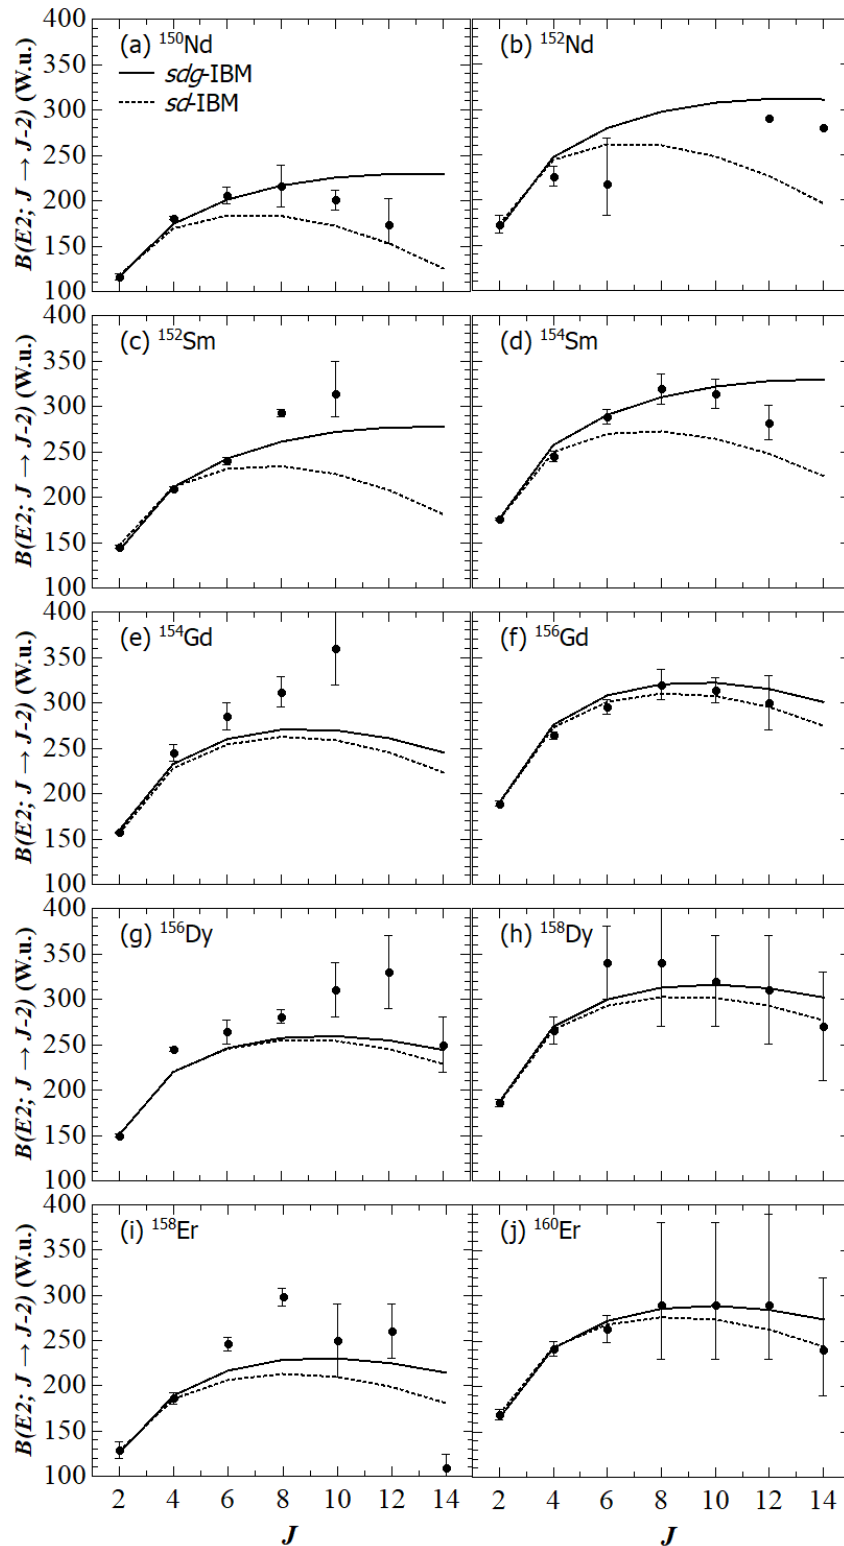 400
350
300
250
200
150
100
B(E2; J → J-2) (W.u.)
(a) ¹⁵⁰Nd
sdg-IBM
sd-IBM
(b) ¹⁵²Nd
400
350
300
250
200
150
100
B(E2; J → J-2) (W.u.)
(c) ¹⁵²Sm
(d) ¹⁵⁴Sm
400
350
300
250
200
150
100
B(E2; J → J-2) (W.u.)
(e) ¹⁵⁴Gd
(f) ¹⁵⁶Gd
400
350
300
250
200
150
100
B(E2; J → J-2) (W.u.)
(g) ¹⁵⁶Dy
(h) ¹⁵⁸Dy
400
350
300
250
200
150
100
B(E2; J → J-2) (W.u.)
(i) ¹⁵⁸Er
(j) ¹⁶⁰Er
2 4 6 8 10 12 14 2 4 6 8 10 12 14
J J